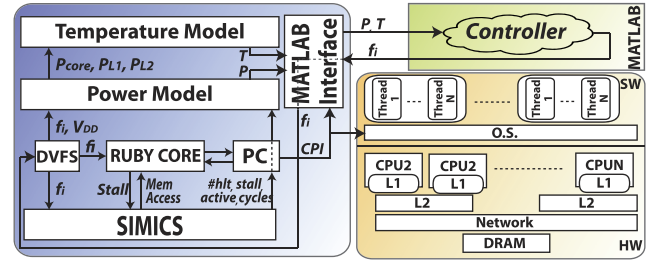 Temperature Model
Pcore, PL1, PL2
T
P
Power Model
MATLAB
Interface
P, T
fi
Controller
MATLAB
fi, VDD
fi
DVFS
fi
RUBY CORE
PC
CPI
fi
Stall
Mem
Access
#hlt, stall
active, cycles
SIMICS
SW
Thread
1
Thread
N
Thread
1
Thread
N
O.S.
CPU2
L1
CPU2
L1
CPUN
L1
L2
L2
Network
DRAM
HW